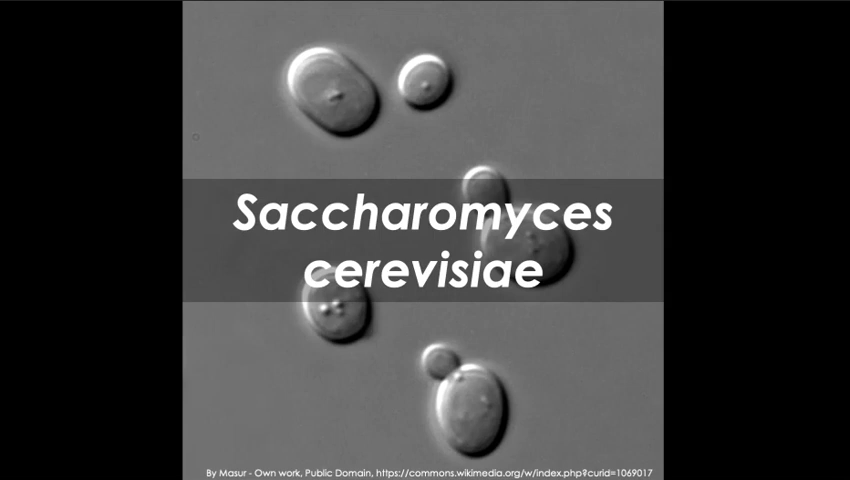 Saccharomyces
cerevisiae
By Masur - Own work, Public Domain, https://commons.wikimedia.org/w/index.php?curid=1069017